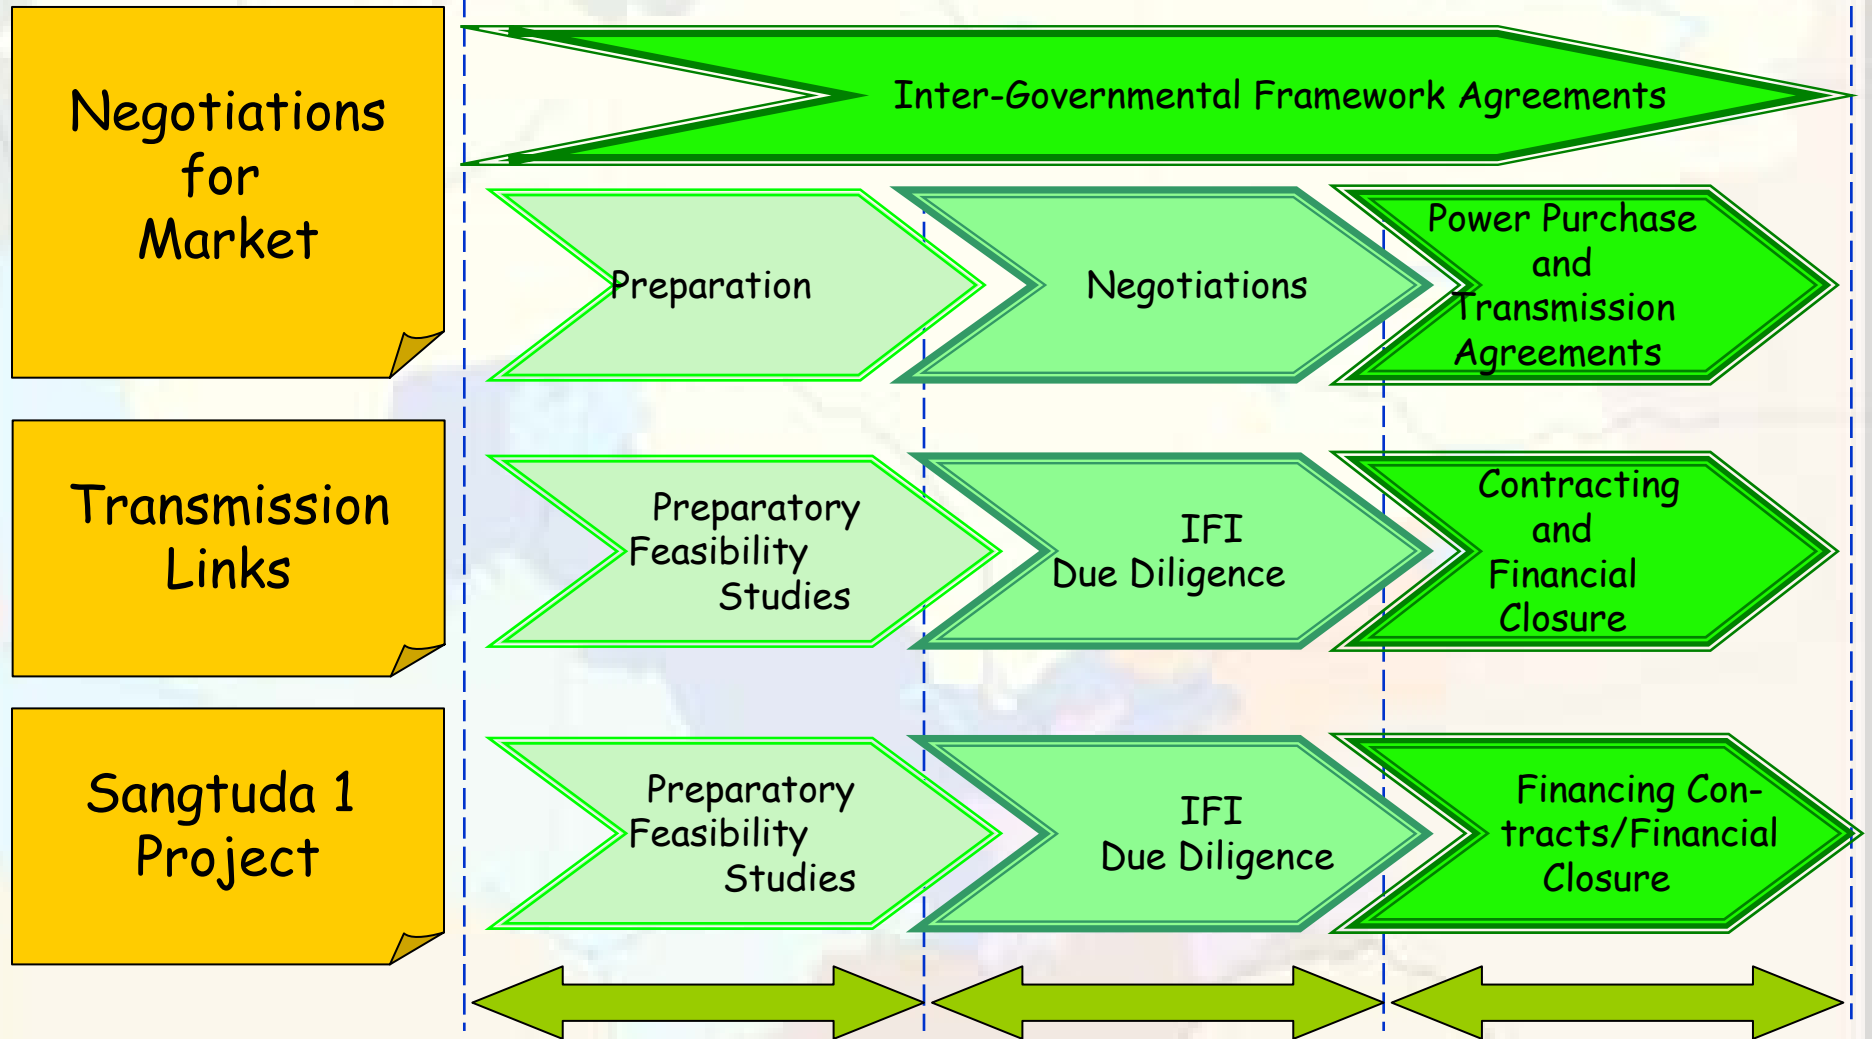 Negotiations
for
Market
Inter-Governmental Framework Agreements
Preparation
Negotiations
Power Purchase
and
Transmission
Agreements
Transmission
Links
Preparatory
Feasibility
Studies
IFI
Due Diligence
Contracting
and
Financial
Closure
Sangtuda 1
Project
Preparatory
Feasibility
Studies
IFI
Due Diligence
Financing Con-
tracts/Financial
Closure